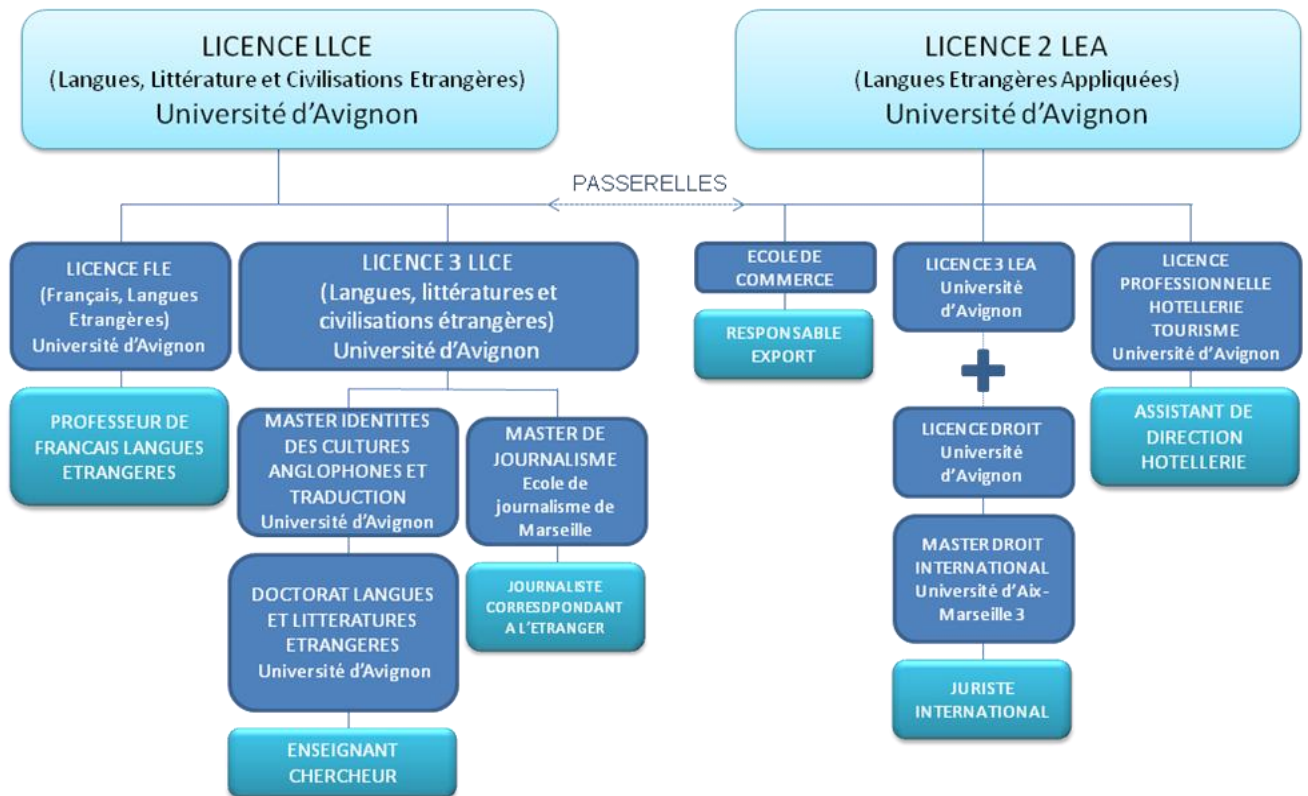 LICENCE LLCE
(Langues, Littérature et Civilisations Etrangères)
Université d'Avignon
LICENCE 2 LEA
(Langues Etrangères Appliquées)
Université d'Avignon
PASSERELLES
LICENCE FLE
(Français, Langues
Etrangères)
Université d'Avignon
PROFESSEUR DE
FRANCAIS LANGUES
ETRANGERES
LICENCE 3 LLCE
(Langues, littératures et
civilisations étrangères)
Université d'Avignon
MASTER IDENTITES
DES CULTURES
ANGLOPHONES ET
TRADUCTION
Université d'Avignon
DOCTORAT LANGUES
ET LITTERATURES
ETRANGERES
Université d'Avignon
ENSEIGNANT
CHERCHEUR
MASTER DE
JOURNALISME
Ecole de
journalisme de
Marseille
JOURNALISTE
CORRESDPONDANT
A L'ETRANGER
ECOLE DE
COMMERCE
RESPONSABLE
EXPORT
LICENCE 3 LEA
Université
d'Avignon
LICENCE DROIT
Université
d'Avignon
MASTER DROIT
INTERNATIONAL
Université d'Aix-
Marseille 3
JURISTE
INTERNATIONAL
LICENCE
PROFESSIONNELLE
HOTELLERIE
TOURISME
Université d'Avignon
ASSISTANT DE
DIRECTION
HOTELLERIE